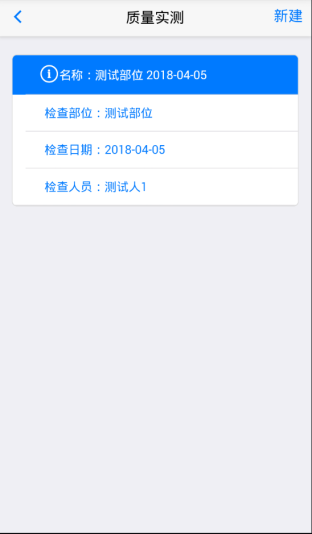 质量实测 新建
名称：测试部位 2018-04-05
检查部位：测试部位
检查日期：2018-04-05
检查人员：测试人1